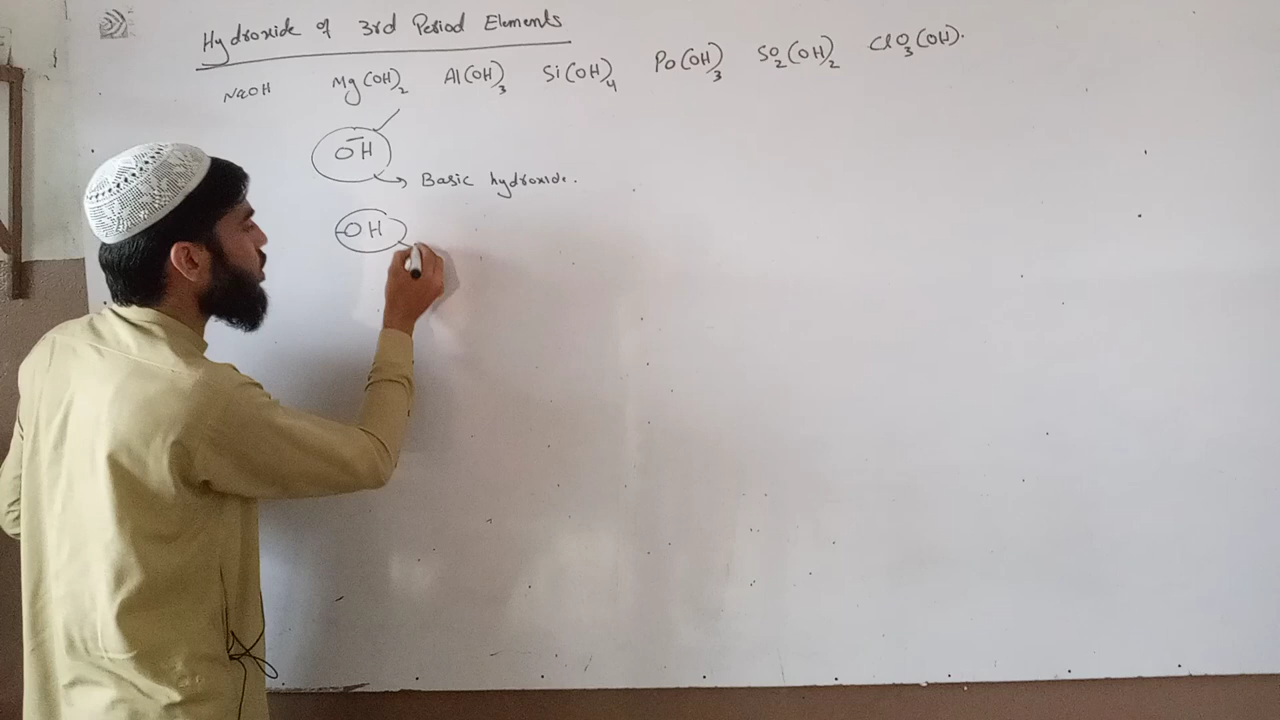 Hydroxide of 3rd Period Elements
NaOH Mg(OH)₂ Al(OH)₃ Si(OH)₄ Po(OH)₃ SO₂(OH)₂ ClO₃(OH).
ŌH
→ Basic hydroxide.
-OH